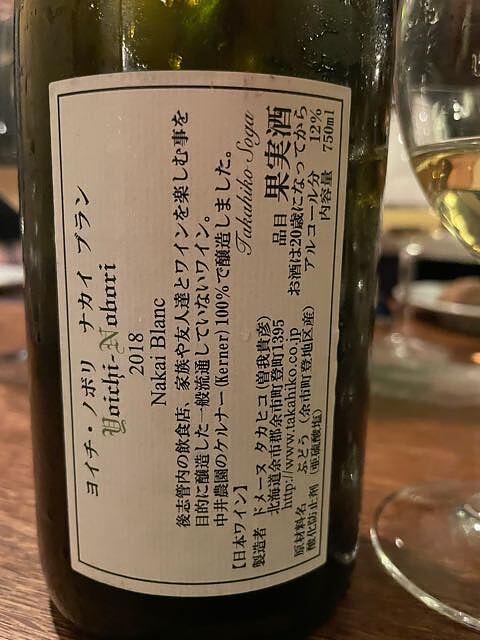 ヨイチ・ノボリ ナカイ ブラン
Yoichi-Nobori
2018
Nakai Blanc
後志管内の飲食店、家族や友人達とワインを楽しむ事を
目的に醸造した一般流通していないワイン。
中井農園のケルナー(Kerner)100%で醸造しました。
Takahiko Soga
【日本ワイン】
製造者 ドメーヌ タカヒコ(曽我貴彦)
北海道余市郡余市町登町1395
http://www.takahiko.co.jp
原材料名 ぶどう（余市町登地区産）
酸化防止剤（亜硫酸塩）
品目 果実酒
お酒は20歳になってから
アルコール分 12%
内容量 750ml